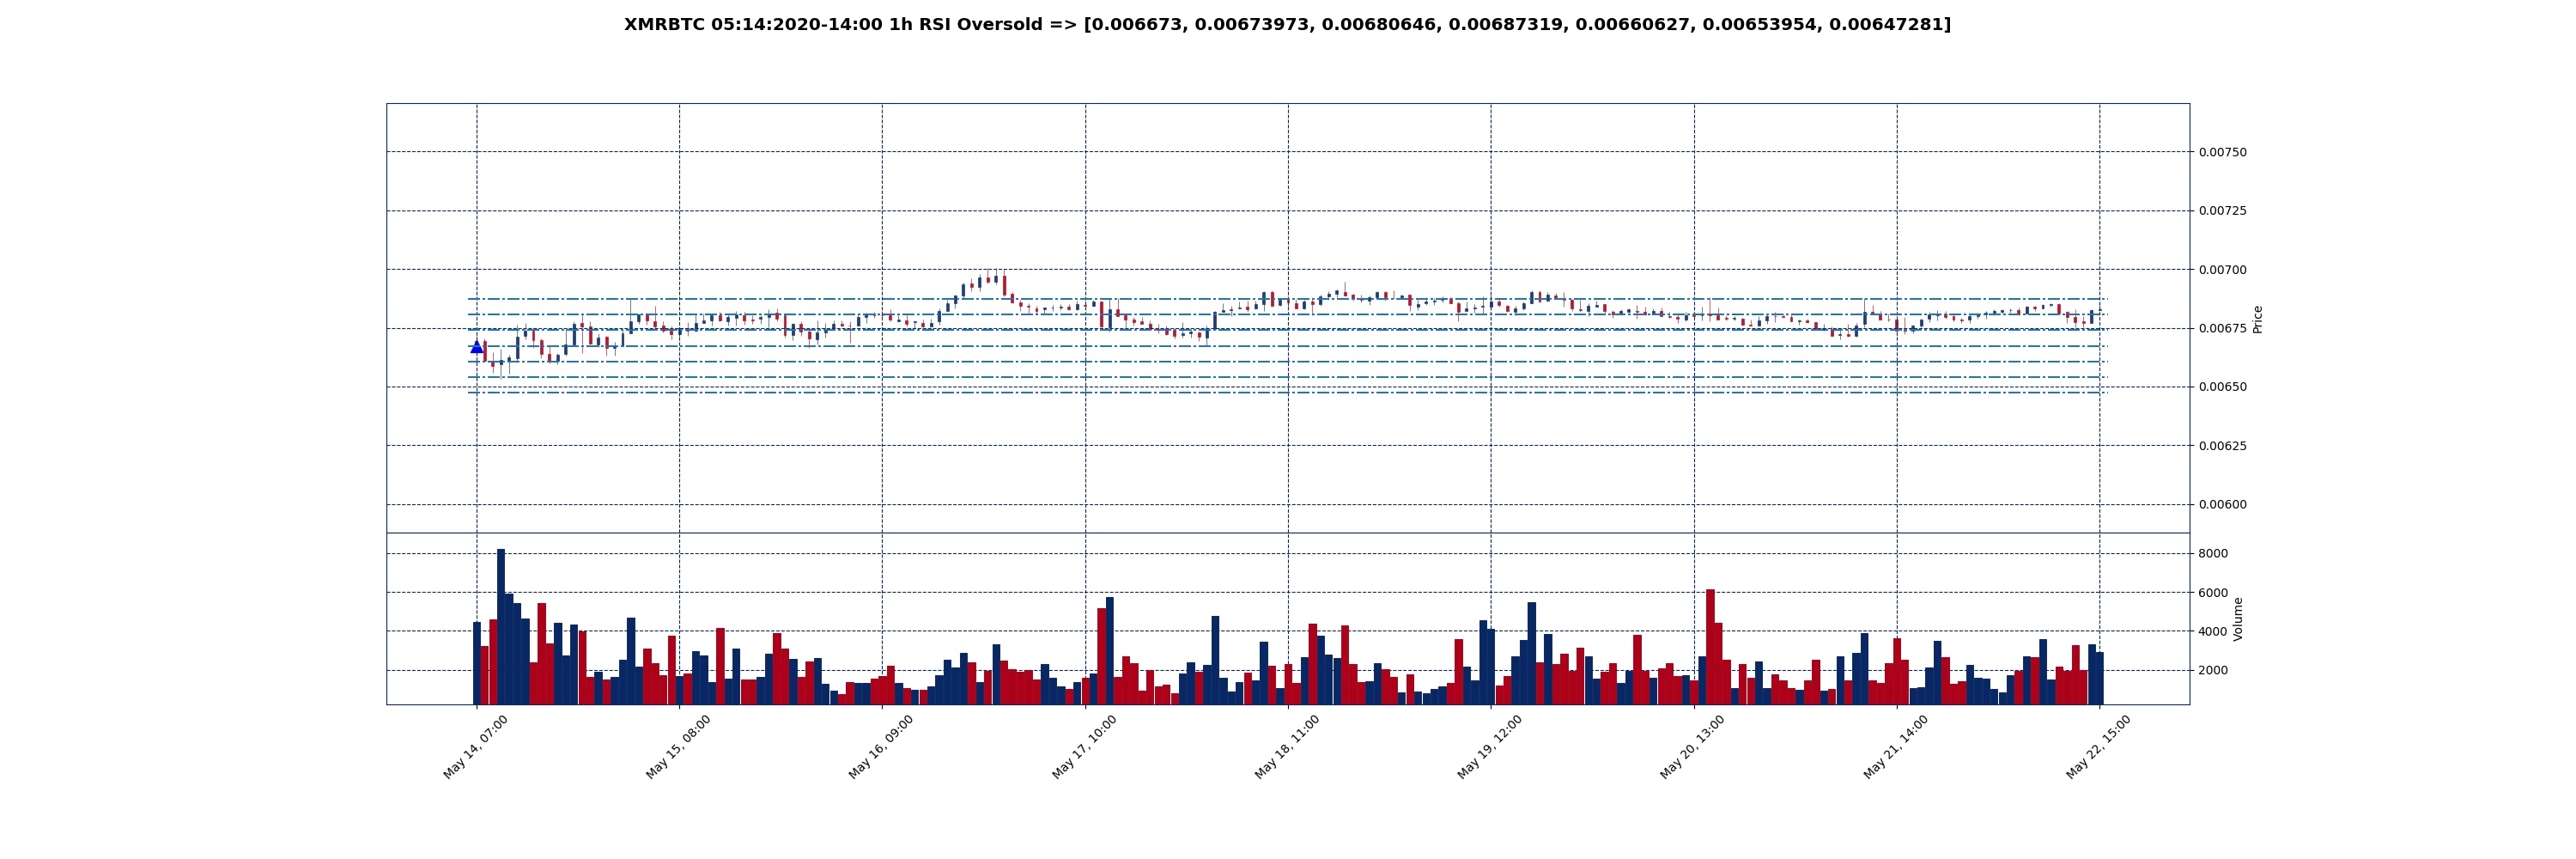 XMRBTC 05:14:2020-14:00 1h RSI Oversold => [0.006673, 0.00673973, 0.00680646, 0.00687319, 0.00660627, 0.00653954, 0.00647281]
0.00750
0.00725
0.00700
0.00675
0.00650
0.00625
0.00600
Price
8000
6000
4000
2000
Volume
May 14, 07:00
May 15, 08:00
May 16, 09:00
May 17, 10:00
May 18, 11:00
May 19, 12:00
May 20, 13:00
May 21, 14:00
May 22, 15:00